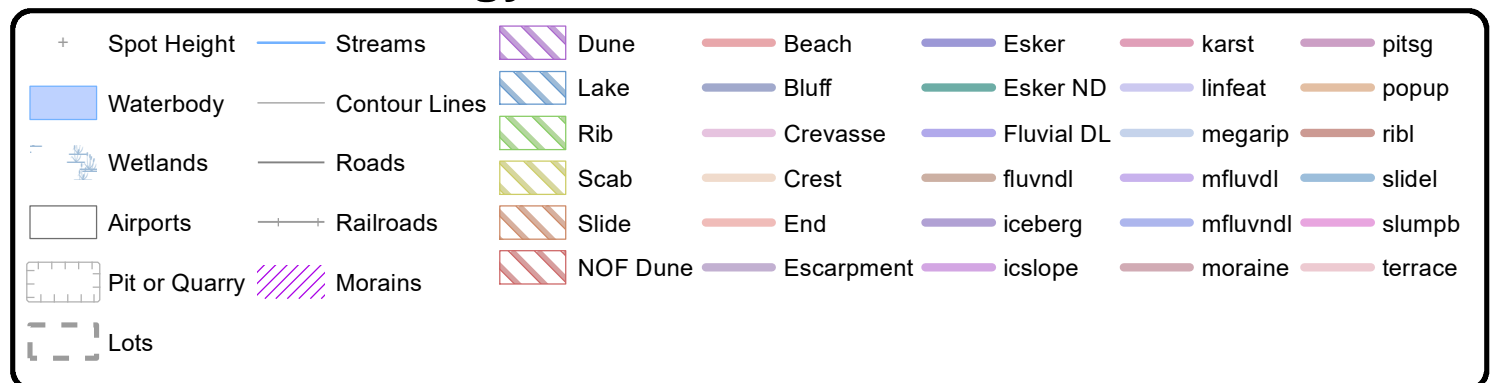 gy
Spot Height
Waterbody
Wetlands
Airports
Pit or Quarry
Lots
Streams
Contour Lines
Roads
Railroads
Morains
Dune
Lake
Rib
Scab
Slide
NOF Dune
Beach
Bluff
Crevasse
Crest
End
Escarpment
Esker
Esker ND
Fluvial DL
fluvndl
iceberg
icslope
karst
linfeat
megarip
mfluvdl
mfluvndl
moraine
pitsg
popup
ribl
slidel
slumpb
terrace